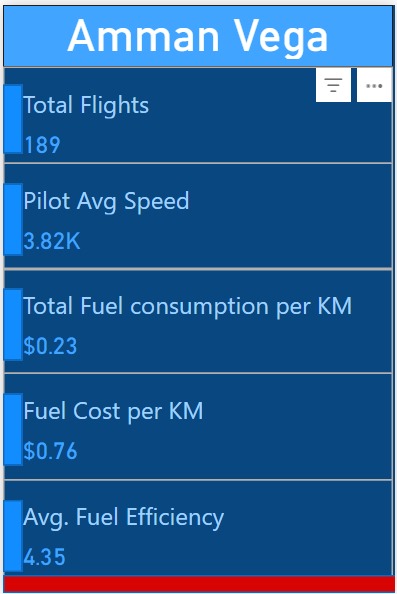 Amman Vega
Total Flights
189
Pilot Avg Speed
3.82K
Total Fuel consumption per KM
$0.23
Fuel Cost per KM
$0.76
Avg. Fuel Efficiency
4.35